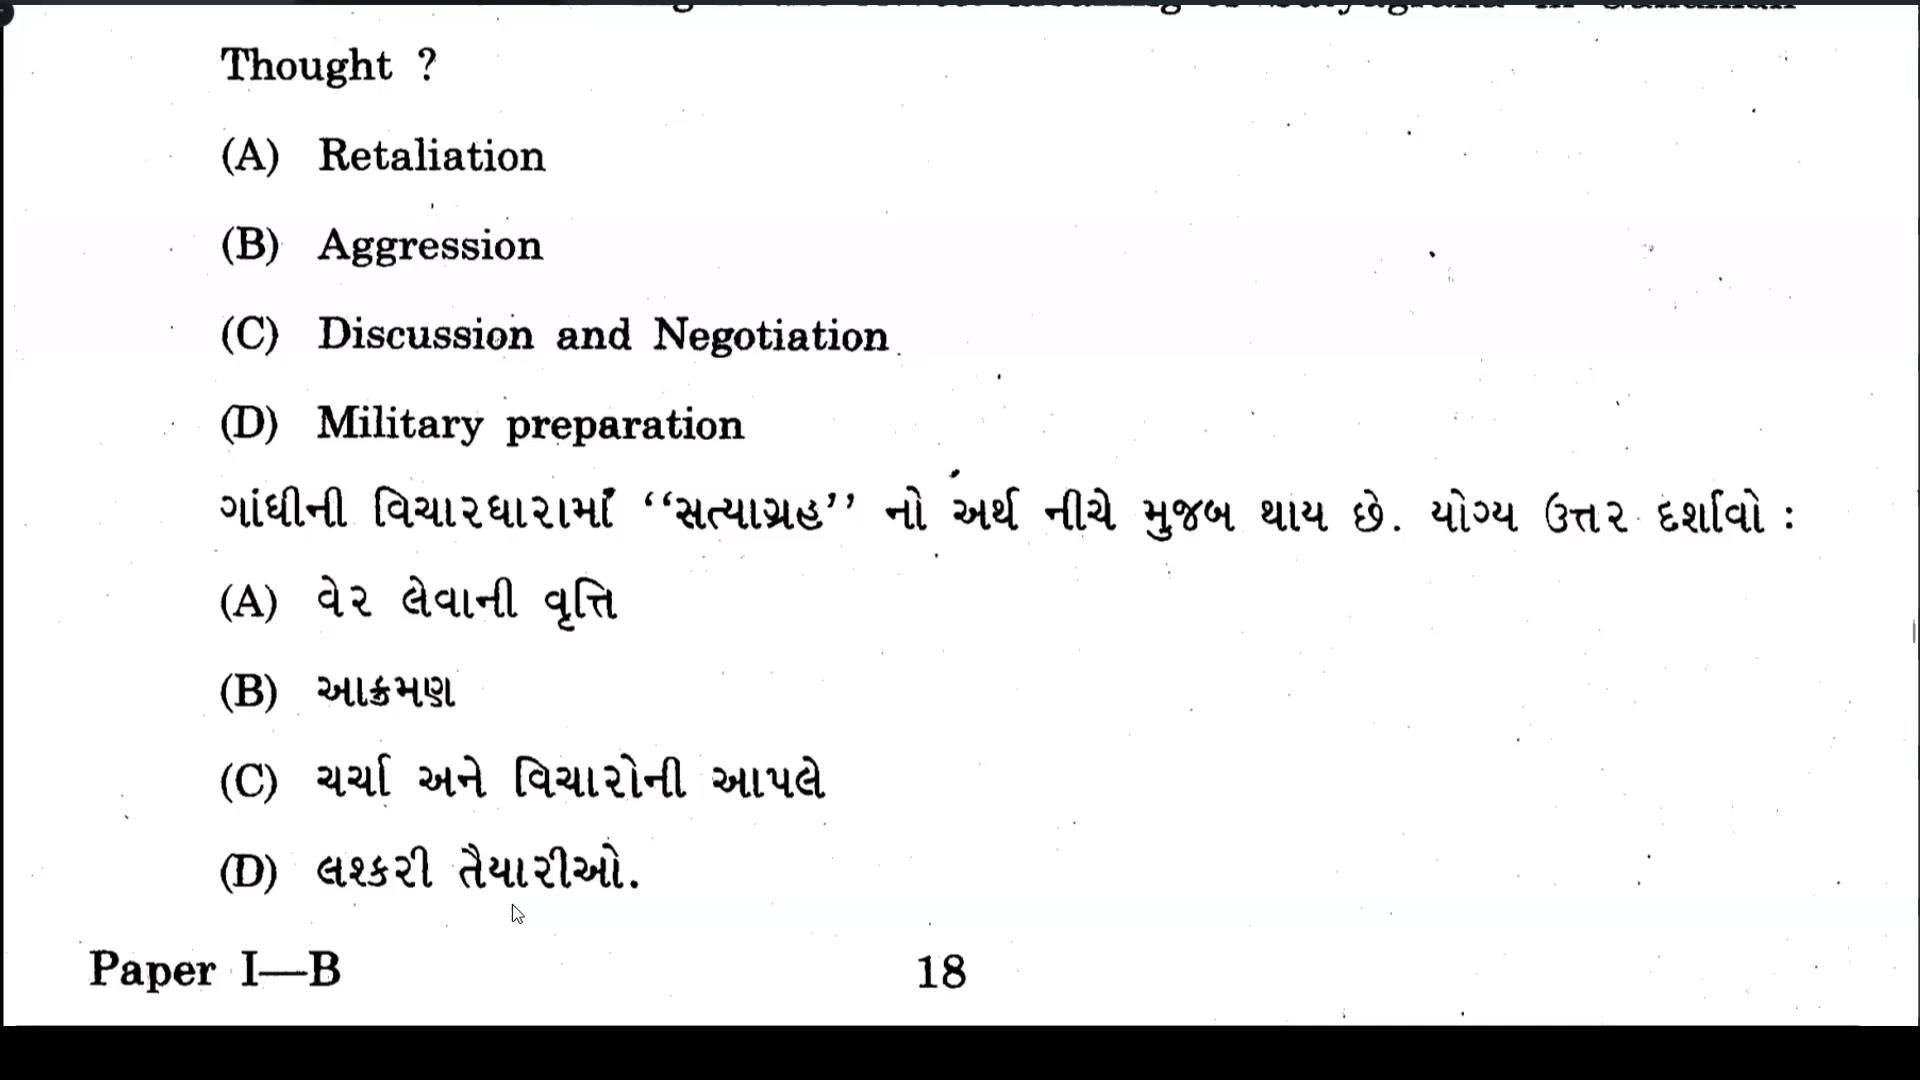 Thought ?
(A) Retaliation
(B) Aggression
(C) Discussion and Negotiation
(D) Military preparation
ગાંધીની વિચારધારામાં ‘‘સત્યાગ્રહ’’ નો અર્થ નીચે મુજબ થાય છે. યોગ્ય ઉત્તર દર્શાવો :
(A) વેર લેવાની વૃત્તિ
(B) આક્રમણ
(C) ચર્ચા અને વિચારોની આપલે
(D) લશ્કરી તૈયારીઓ.
Paper I—B 18